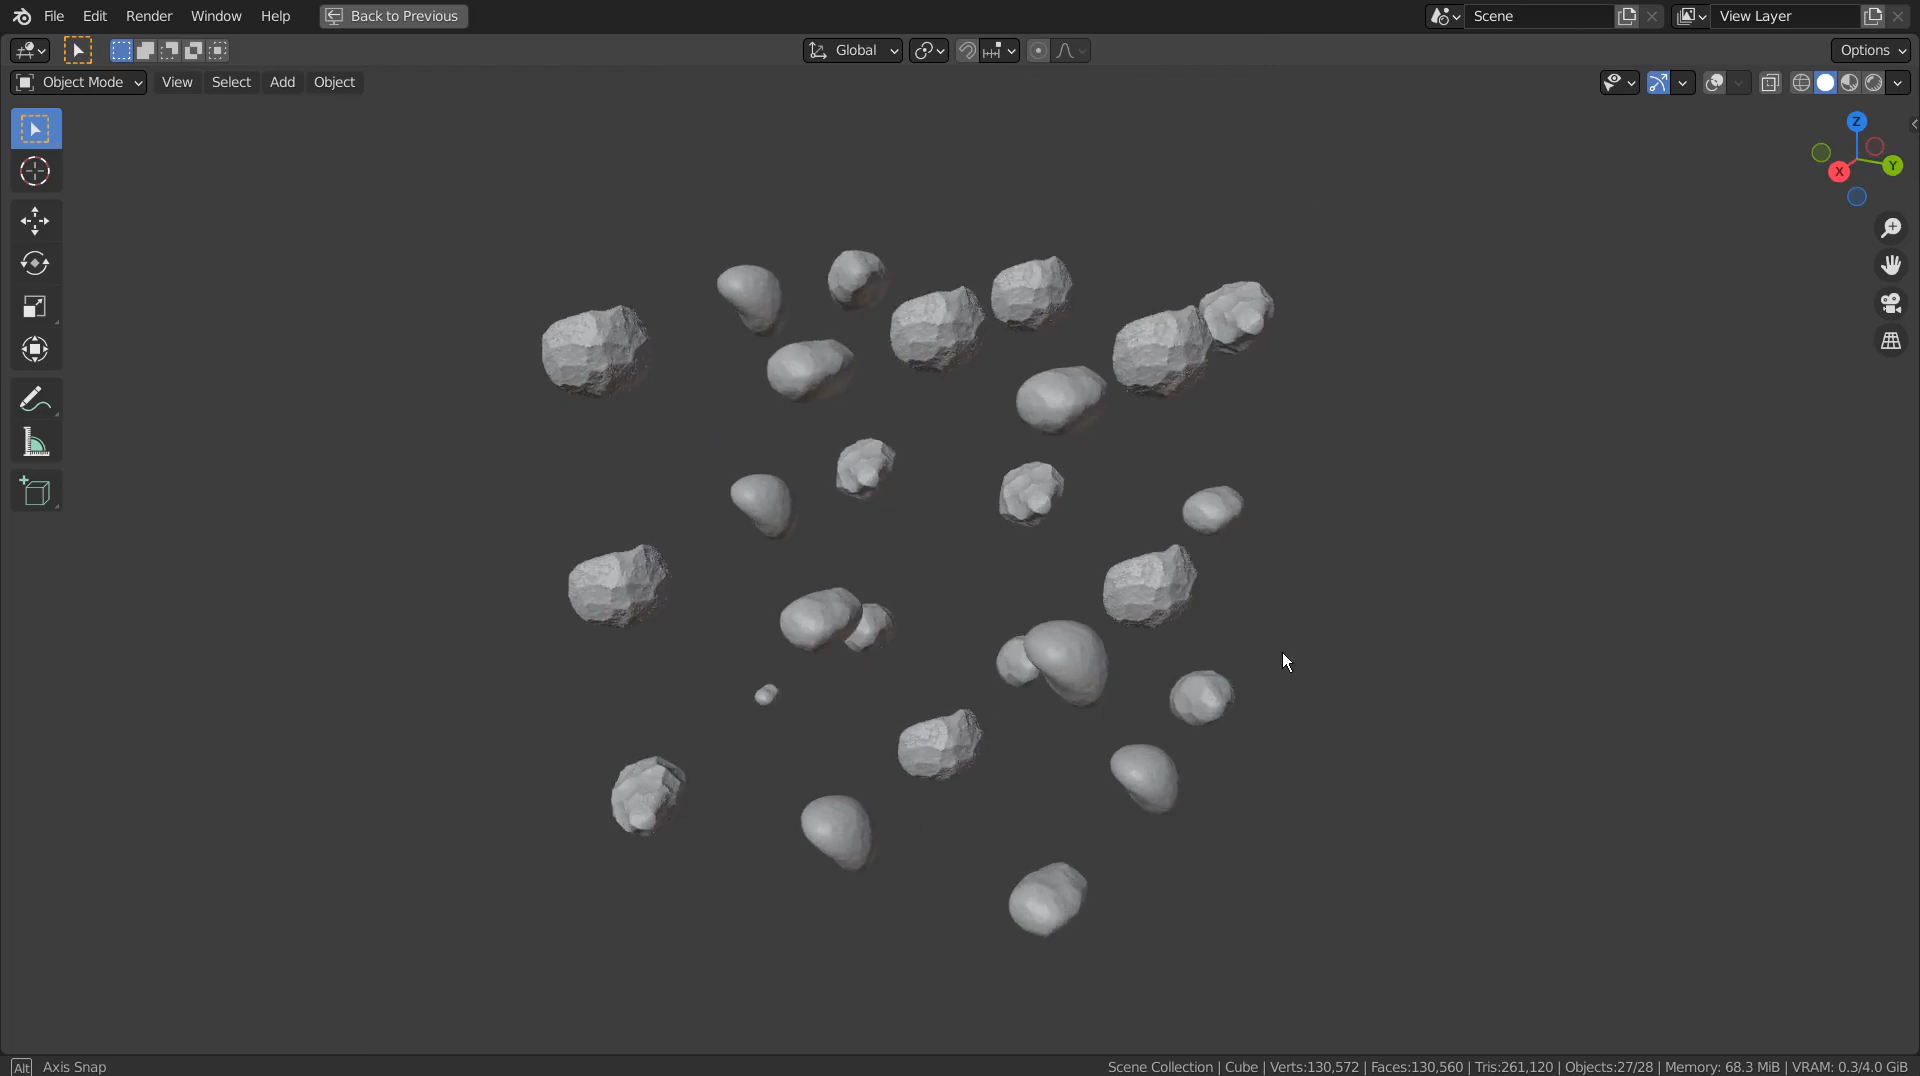 File Edit Render Window Help Back to Previous Scene View Layer
Global Options
Object Mode View Select Add Object
Z
Y
X
Alt Axis Snap Scene Collection | Cube | Verts:130,572 | Faces:130,560 | Tris:261,120 | Objects:27/28 | Memory: 68.3 MiB | VRAM: 0.3/4.0 GiB